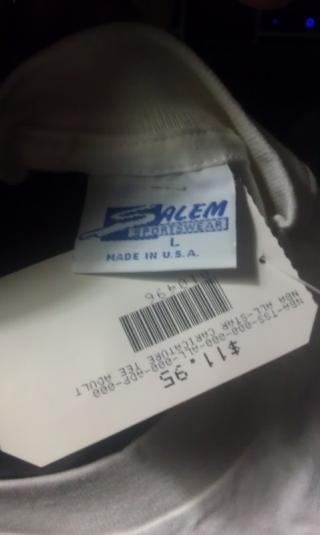 SALEM
SPORTSWEAR
L
MADE IN U.S.A.
$11.95
NBA ALL-STAR CARICATURE TEE ADULT